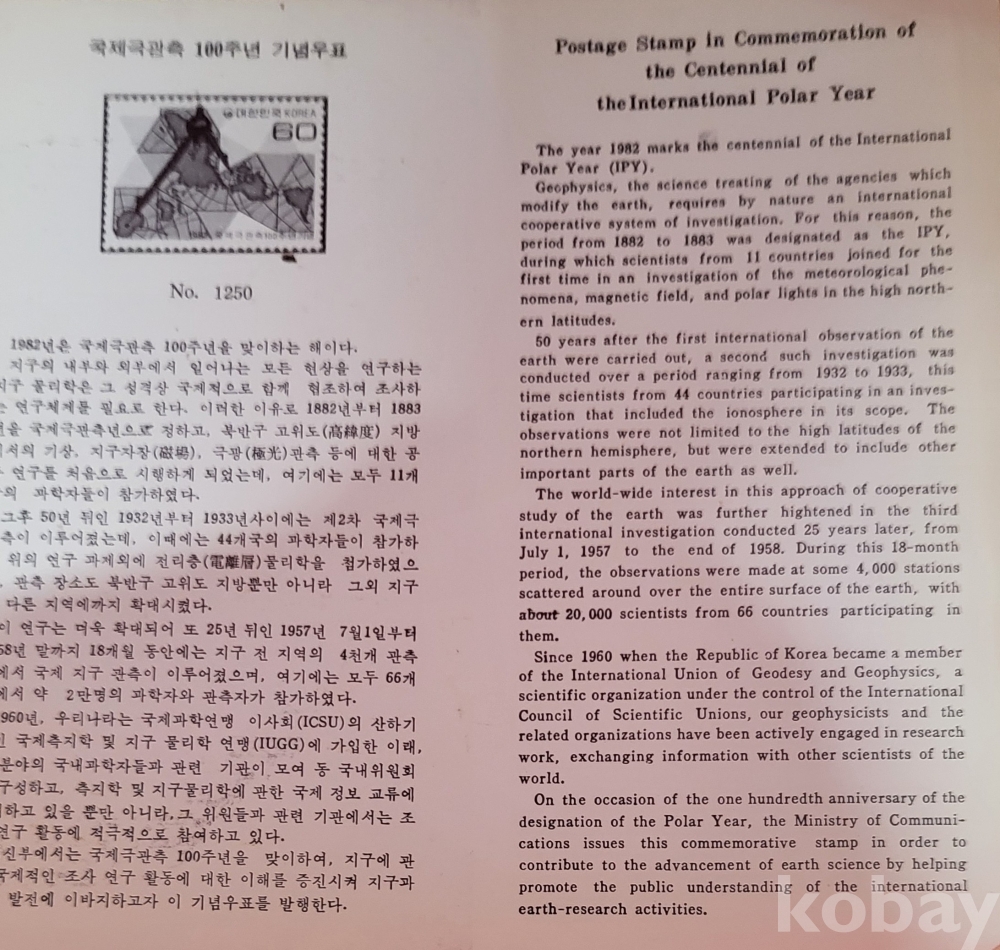 국제극관측 100주년 기념우표
대한민국 KOREA
60
1982 국제극관측100주년기념
No. 1250
1982년은 국제극관측 100주년을 맞이하는 해이다.
지구의 내부와 외부에서 일어나는 모든 현상을 연구하는
지구 물리학은 그 성격상 국제적으로 함께 협조하여 조사하
는 연구체계를 필요로 한다. 이러한 이유로 1882년부터 1883
년을 국제극관측년으로 정하고, 북반구 고위도(高緯度) 지방
에서의 기상, 지구자장(磁場), 극광(極光)관측 등에 대한 공
연구를 처음으로 시행하게 되었는데, 여기에는 모두 11개
의 과학자들이 참가하였다.
그후 50년 뒤인 1932년부터 1933년사이에는 제2차 국제극
측이 이루어졌는데, 이때에는 44개국의 과학자들이 참가하
위의 연구 과제외에 전리층(電離層)물리학을 첨가하였으
관측 장소도 북반구 고위도 지방뿐만 아니라 그외 지구
다른 지역에까지 확대시켰다.
이 연구는 더욱 확대되어 또 25년 뒤인 1957년 7월1일부터
58년 말까지 18개월 동안에는 지구 전 지역의 4천개 관측
에서 국제 지구 관측이 이루어졌으며, 여기에는 모두 66개
에서 약 2만명의 과학자와 관측자가 참가하였다.
960년, 우리나라는 국제과학연맹 이사회(ICSU)의 산하기
인 국제측지학 및 지구 물리학 연맹(IUGG)에 가입한 이래,
분야의 국내과학자들과 관련 기관이 모여 동 국내위원회
구성하고, 측지학 및 지구물리학에 관한 국제 정보 교류에
하고 있을 뿐만 아니라, 그 위원들과 관련 기관에서는 조
연구 활동에 적극적으로 참여하고 있다.
신부에서는 국제극관측 100주년을 맞이하여, 지구에 관
국제적인 조사 연구 활동에 대한 이해를 증진시켜 지구과
발전에 이바지하고자 이 기념우표를 발행한다.
Postage Stamp in Commemoration of
the Centennial of
the International Polar Year
The year 1982 marks the centennial of the International
Polar Year (IPY).
Geophysics, the science treating of the agencies which
modify the earth, requires by nature an international
cooperative system of investigation. For this reason, the
period from 1882 to 1883 was designated as the IPY,
during which scientists from 11 countries joined for the
first time in an investigation of the meteorological phe-
nomena, magnetic field, and polar lights in the high north-
ern latitudes.
50 years after the first international observation of the
earth were carried out, a second such investigation was
conducted over a period ranging from 1932 to 1933, this
time scientists from 44 countries participating in an inves-
tigation that included the ionosphere in its scope. The
observations were not limited to the high latitudes of the
northern hemisphere, but were extended to include other
important parts of the earth as well.
The world-wide interest in this approach of cooperative
study of the earth was further hightened in the third
international investigation conducted 25 years later, from
July 1, 1957 to the end of 1958. During this 18-month
period, the observations were made at some 4,000 stations
scattered around over the entire surface of the earth, with
about 20,000 scientists from 66 countries participating in
them.
Since 1960 when the Republic of Korea became a member
of the International Union of Geodesy and Geophysics, a
scientific organization under the control of the International
Council of Scientific Unions, our geophysicists and the
related organizations have been actively engaged in research
work, exchanging information with other scientists of the
world.
On the occasion of the one hundredth anniversary of the
designation of the Polar Year, the Ministry of Communi-
cations issues this commemorative stamp in order to
contribute to the advancement of earth science by helping
promote the public understanding of the international
earth-research activities.
kobay